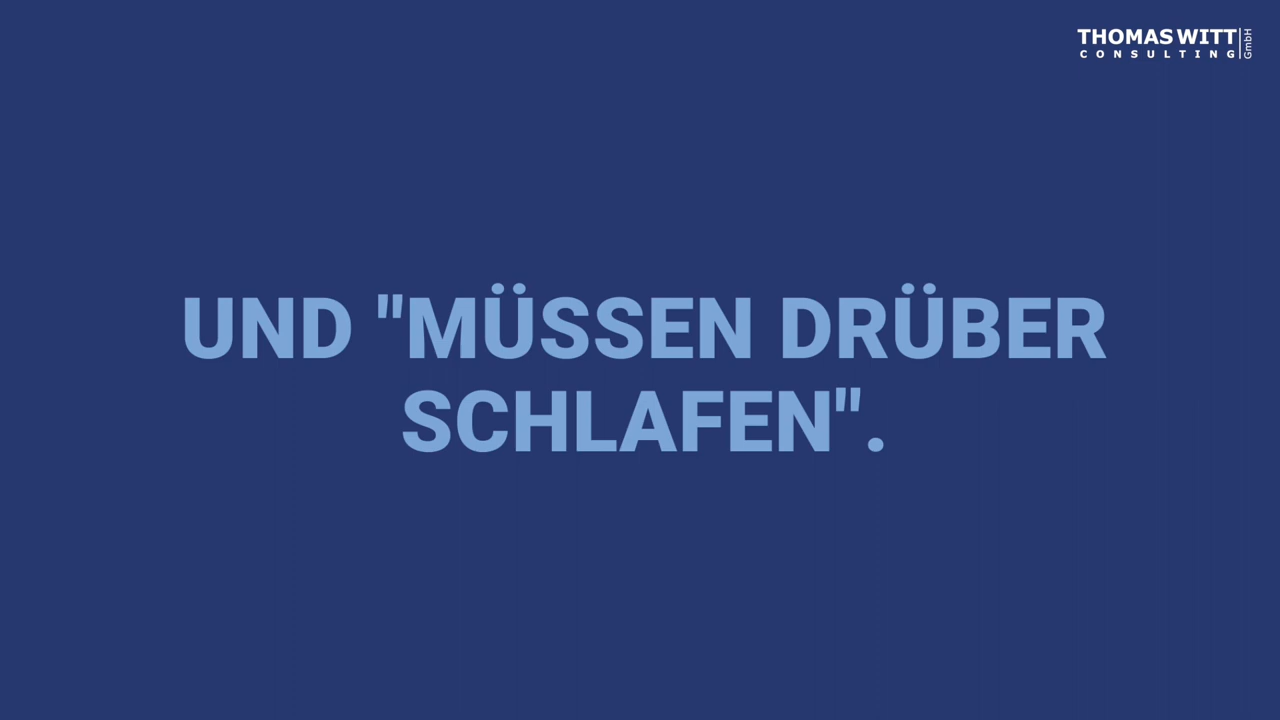 THOMAS WITT
CONSULTING
GmbH
UND "MÜSSEN DRÜBER
SCHLAFEN".